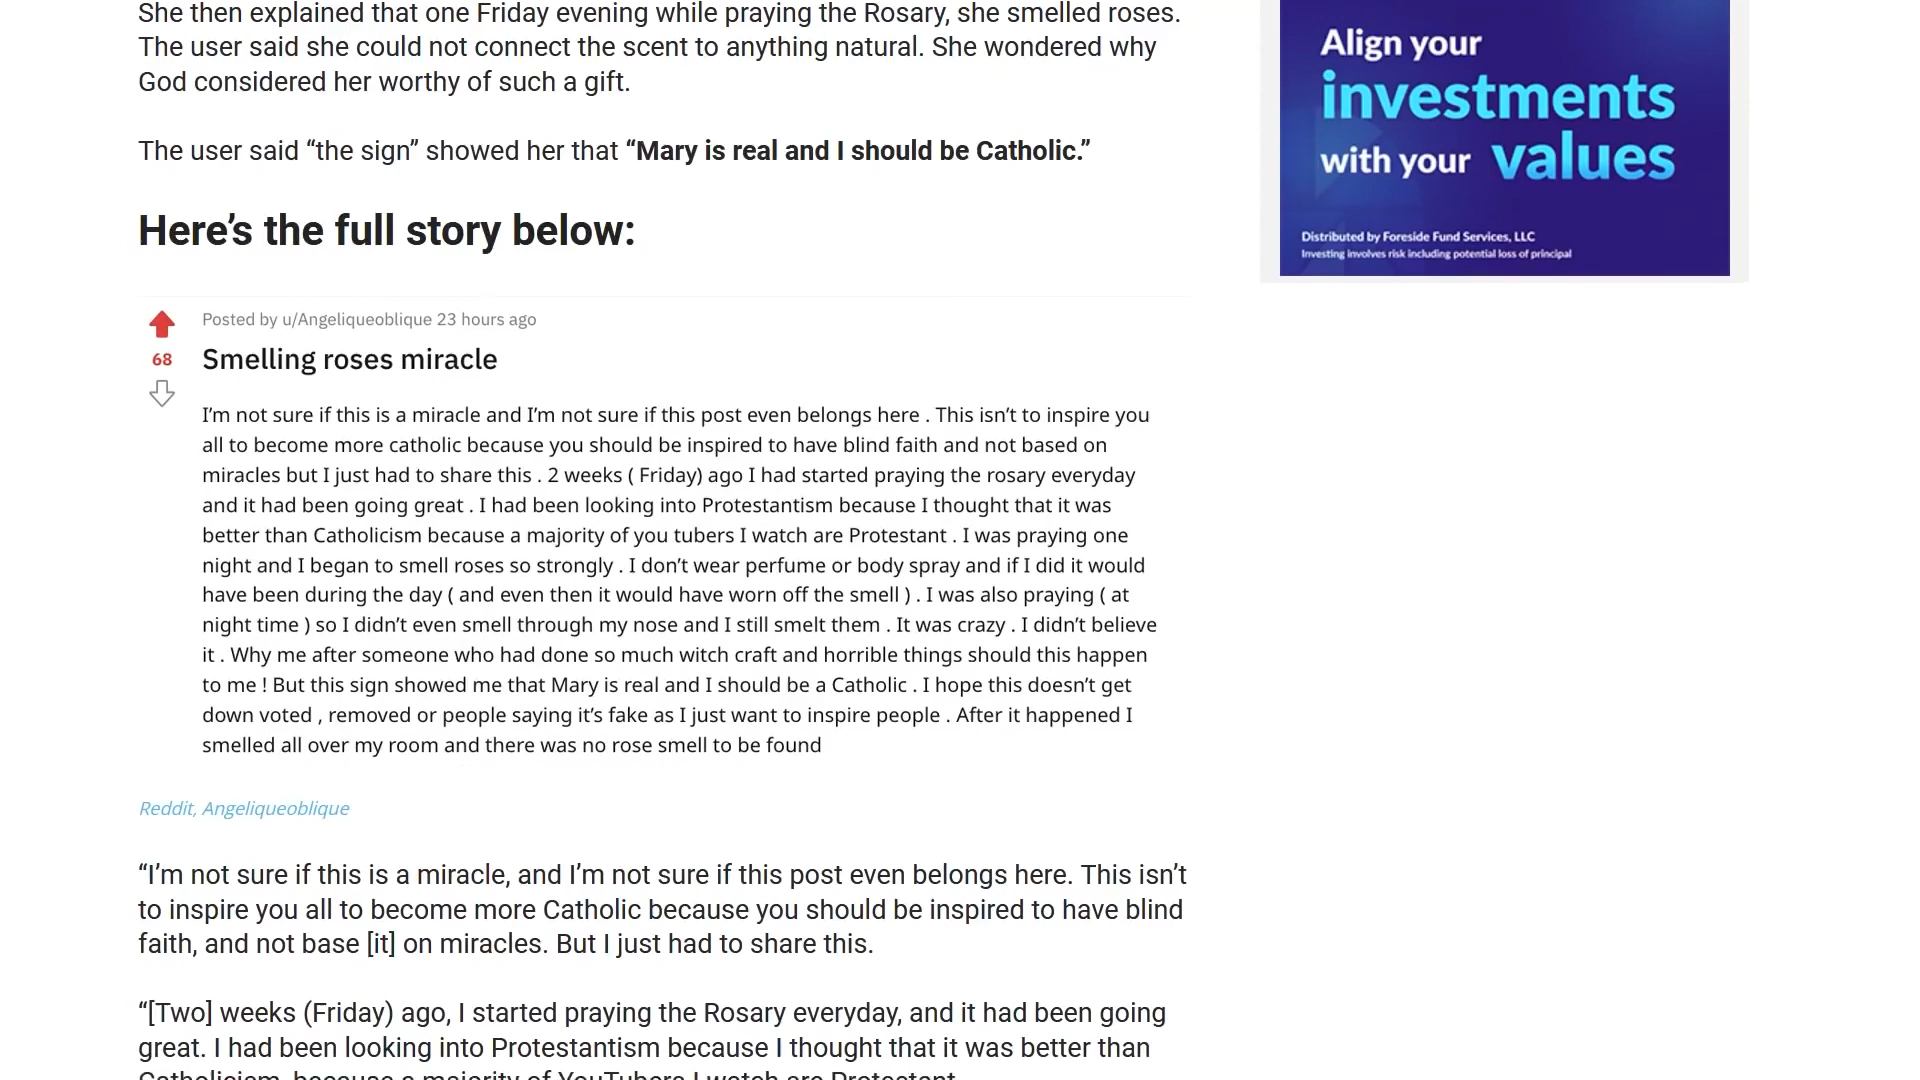 She then explained that one Friday evening while praying the Rosary, she smelled roses.
The user said she could not connect the scent to anything natural. She wondered why
God considered her worthy of such a gift.
The user said “the sign” showed her that “Mary is real and I should be Catholic.”
Here’s the full story below:
Posted by u/Angeliqueoblique 23 hours ago
68
Smelling roses miracle
I’m not sure if this is a miracle and I’m not sure if this post even belongs here . This isn’t to inspire you
all to become more catholic because you should be inspired to have blind faith and not based on
miracles but I just had to share this . 2 weeks ( Friday) ago I had started praying the rosary everyday
and it had been going great . I had been looking into Protestantism because I thought that it was
better than Catholicism because a majority of you tubers I watch are Protestant . I was praying one
night and I began to smell roses so strongly . I don’t wear perfume or body spray and if I did it would
have been during the day ( and even then it would have worn off the smell ) . I was also praying ( at
night time ) so I didn’t even smell through my nose and I still smelt them . It was crazy . I didn’t believe
it . Why me after someone who had done so much witch craft and horrible things should this happen
to me ! But this sign showed me that Mary is real and I should be a Catholic . I hope this doesn’t get
down voted , removed or people saying it’s fake as I just want to inspire people . After it happened I
smelled all over my room and there was no rose smell to be found
Reddit, Angeliqueoblique
“I’m not sure if this is a miracle, and I’m not sure if this post even belongs here. This isn’t
to inspire you all to become more Catholic because you should be inspired to have blind
faith, and not base [it] on miracles. But I just had to share this.
“[Two] weeks (Friday) ago, I started praying the Rosary everyday, and it had been going
great. I had been looking into Protestantism because I thought that it was better than
Catholicism, because a majority of YouTubers I watch are Protestant.
Align your
investments
with your values
Distributed by Foreside Fund Services, LLC
Investing involves risk including potential loss of principal